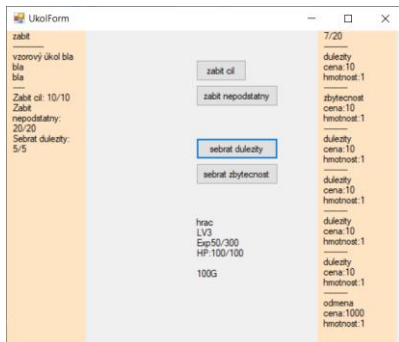 UkolForm
zabit
----------
vzorový úkol bla
bla
bla
----
Zabit cil: 10/10
Zabit
nepodstatny:
20/20
Sebrat dulezity:
5/5
zabit cil
zabit nepodstatny
sebrat dulezity
sebrat zbytecnost
hrac
LV3
Exp50/300
HP:100/100
100G
7/20
--------
dulezity
cena:10
hmotnost:1
--------
zbytecnost
cena:10
hmotnost:1
--------
dulezity
cena:10
hmotnost:1
--------
dulezity
cena:10
hmotnost:1
--------
dulezity
cena:10
hmotnost:1
--------
dulezity
cena:10
hmotnost:1
--------
odmena
cena:1000
hmotnost:1